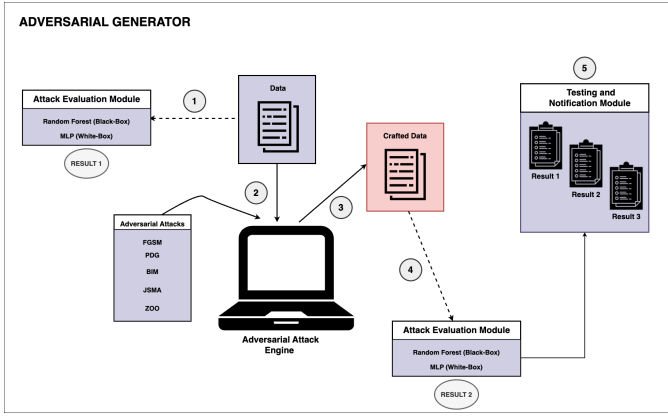 ADVERSARIAL GENERATOR
5
Testing and
Notification Module
Result 1
Result 2
Result 3
Data
1
Attack Evaluation Module
Random Forest (Black-Box)
MLP (White-Box)
RESULT 1
Crafted Data
2
3
Adversarial Attacks
FGSM
PDG
BIM
JSMA
ZOO
Adversarial Attack
Engine
4
Attack Evaluation Module
Random Forest (Black-Box)
MLP (White-Box)
RESULT 2